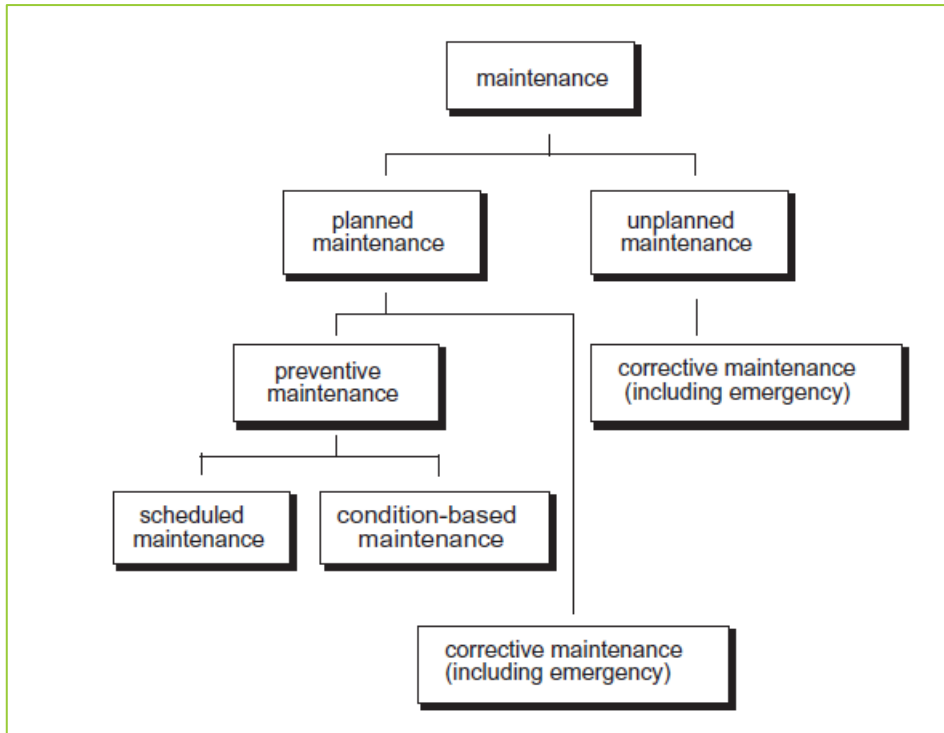 maintenance
planned
maintenance
unplanned
maintenance
preventive
maintenance
corrective maintenance
(including emergency)
scheduled
maintenance
condition-based
maintenance
corrective maintenance
(including emergency)